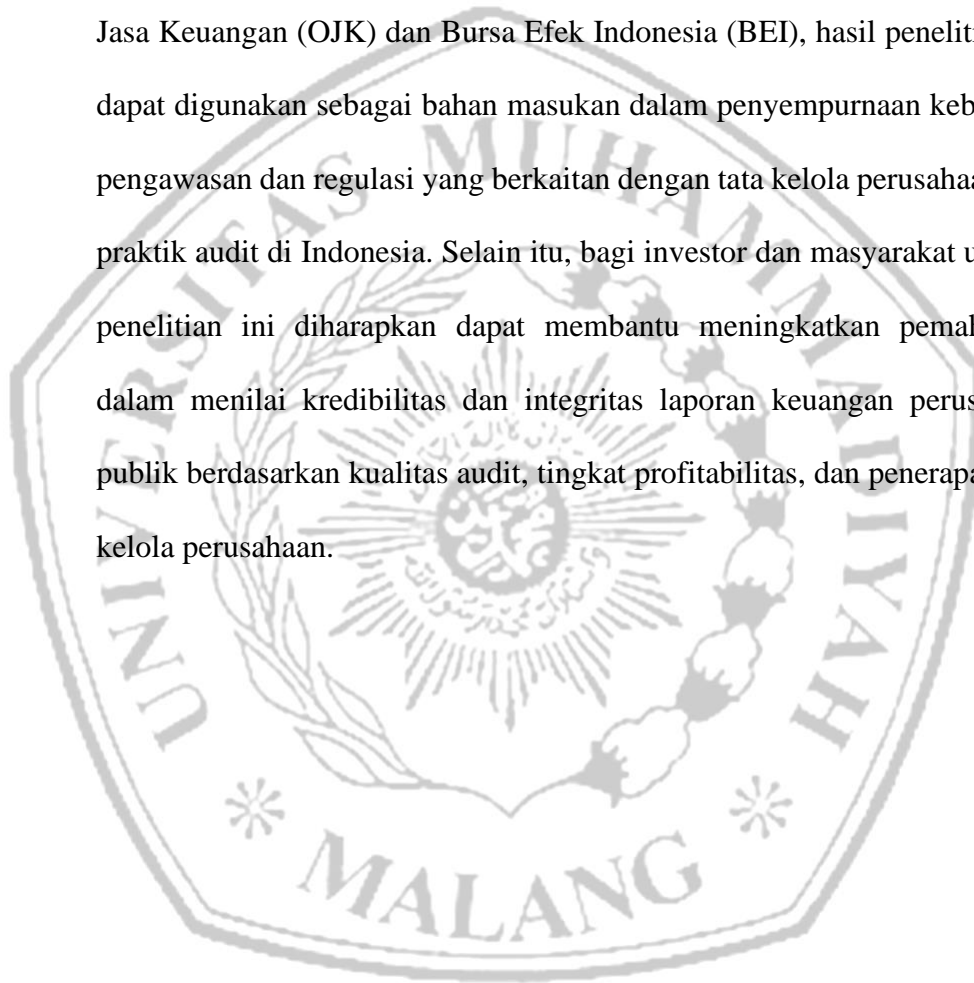 Jasa Keuangan (OJK) dan Bursa Efek Indonesia (BEI), hasil penelit
dapat digunakan sebagai bahan masukan dalam penyempurnaan keb
pengawasan dan regulasi yang berkaitan dengan tata kelola perusaha
praktik audit di Indonesia. Selain itu, bagi investor dan masyarakat u
penelitian ini diharapkan dapat membantu meningkatkan pemal
dalam menilai kredibilitas dan integritas laporan keuangan perus
publik berdasarkan kualitas audit, tingkat profitabilitas, dan penerapa
kelola perusahaan.
UNIVERSITAS MUHAMMADIYAH
MALANG